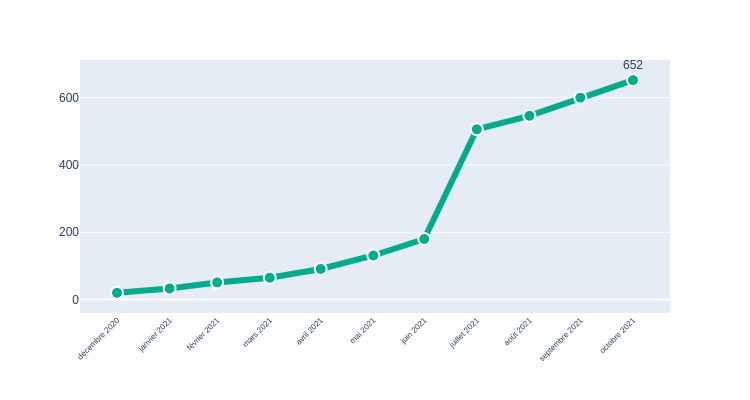 652
600
400
200
0
décembre 2020
janvier 2021
février 2021
mars 2021
avril 2021
mai 2021
juin 2021
juillet 2021
août 2021
septembre 2021
octobre 2021